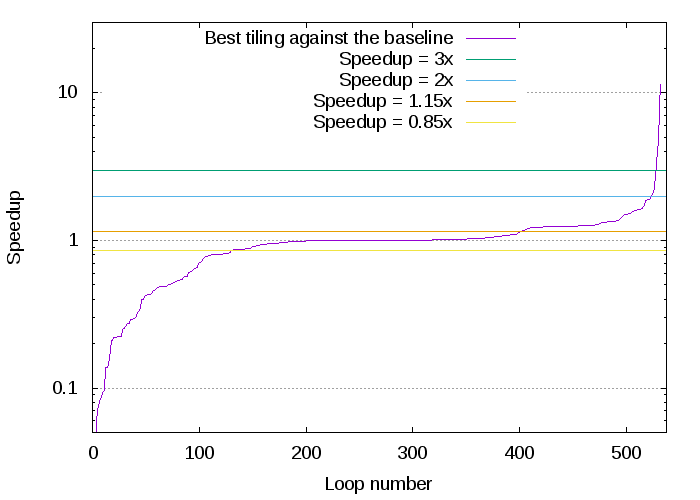 Best tiling against the baseline
Speedup = 3x
Speedup = 2x
Speedup = 1.15x
Speedup = 0.85x
10
1
0.1
Speedup
0 100 200 300 400 500
Loop number